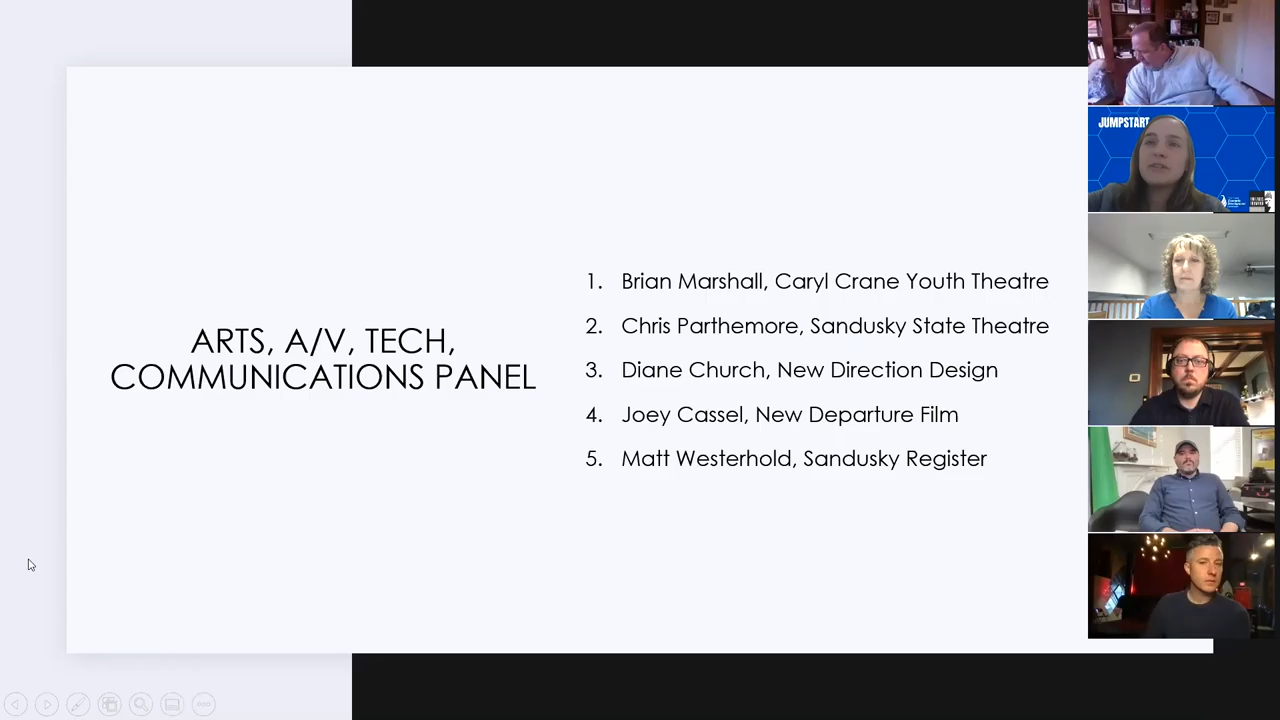 ARTS, A/V, TECH,
COMMUNICATIONS PANEL
1. Brian Marshall, Caryl Crane Youth Theatre
2. Chris Parthemore, Sandusky State Theatre
3. Diane Church, New Direction Design
4. Joey Cassel, New Departure Film
5. Matt Westerhold, Sandusky Register
JUMPSTART